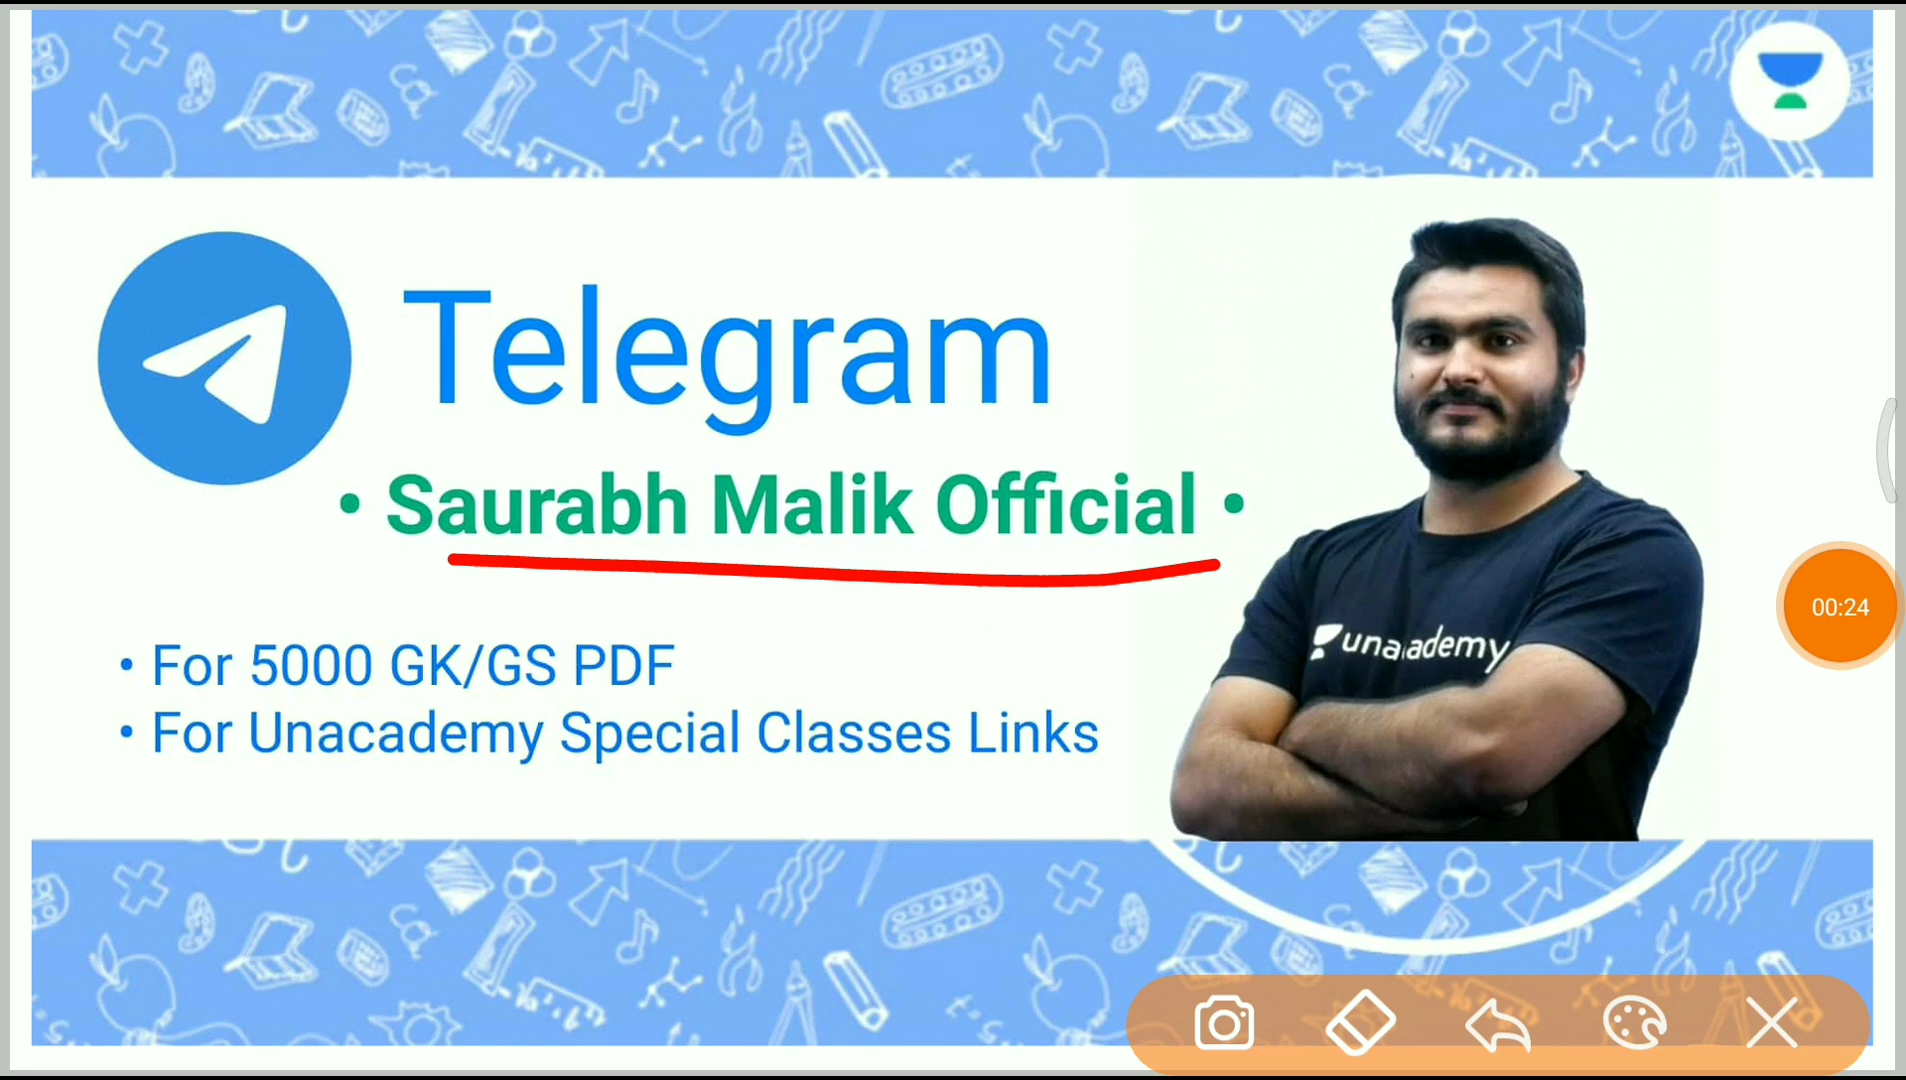 Telegram
• Saurabh Malik Official •
• For 5000 GK/GS PDF
• For Unacademy Special Classes Links
unacademy
00:24